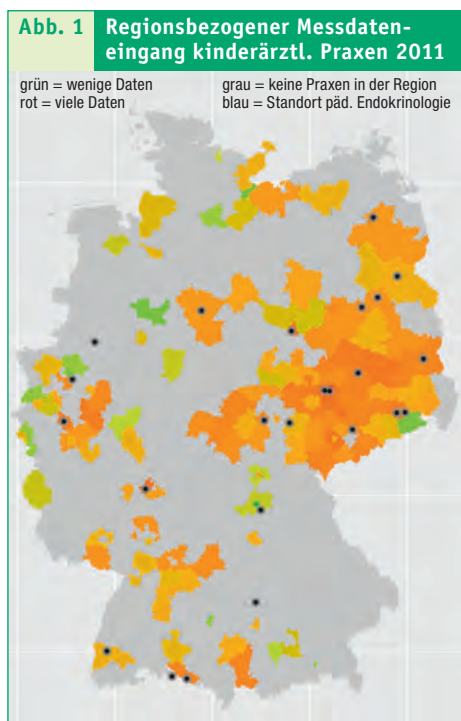 Abb. 1 Regionsbezogener Messdaten-
eingang kinderärztl. Praxen 2011
grün = wenige Daten
rot = viele Daten
grau = keine Praxen in der Region
blau = Standort päd. Endokrinologie